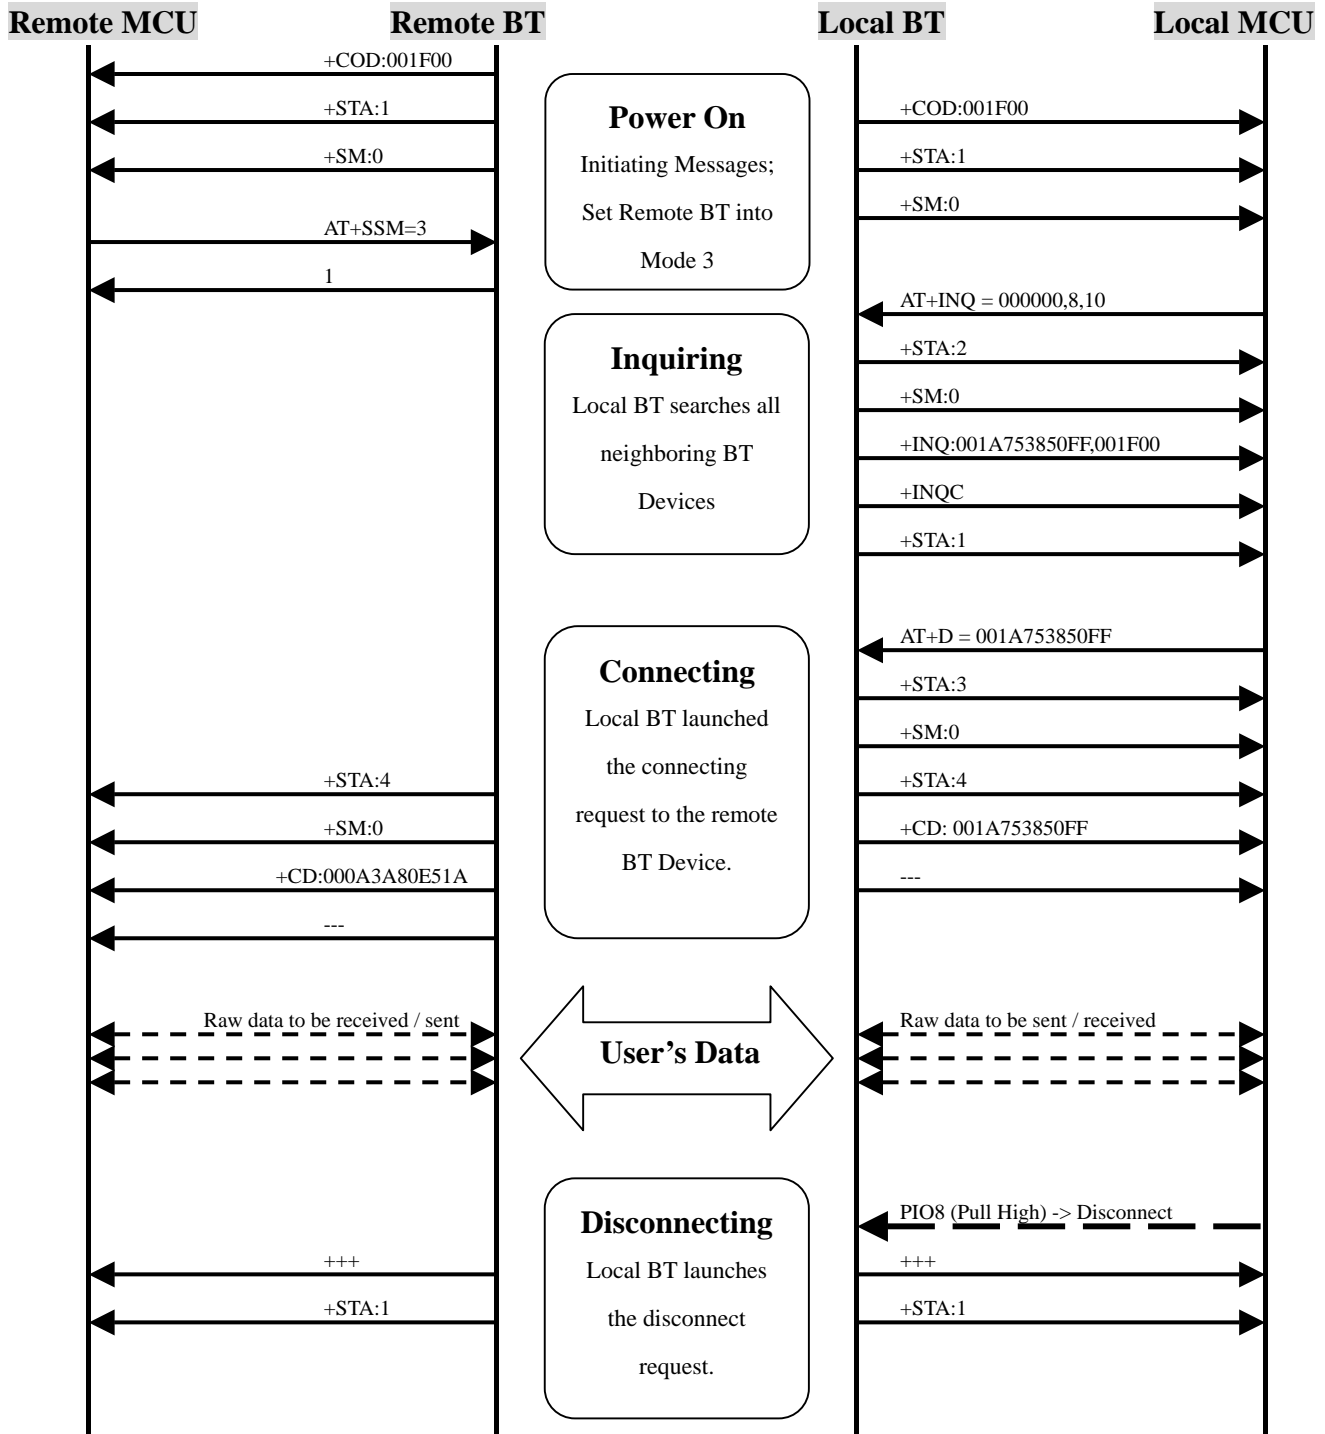 Remote MCU
Remote BT
Local BT
Local MCU
+COD:001F00
+STA:1
+SM:0
AT+SSM=3
1
Power On
Initiating Messages;
Set Remote BT into
Mode 3
+COD:001F00
+STA:1
+SM:0
AT+INQ = 000000,8,10
Inquiring
Local BT searches all
neighboring BT
Devices
+STA:2
+SM:0
+INQ:001A753850FF,001F00
+INQC
+STA:1
AT+D = 001A753850FF
Connecting
Local BT launched
the connecting
request to the remote
BT Device.
+STA:3
+SM:0
+STA:4
+CD: 001A753850FF
---
+STA:4
+SM:0
+CD:000A3A80E51A
---
Raw data to be received / sent
User's Data
Raw data to be sent / received
Disconnecting
Local BT launches
the disconnect
request.
PIO8 (Pull High) -> Disconnect
+++
+STA:1
+++
+STA:1